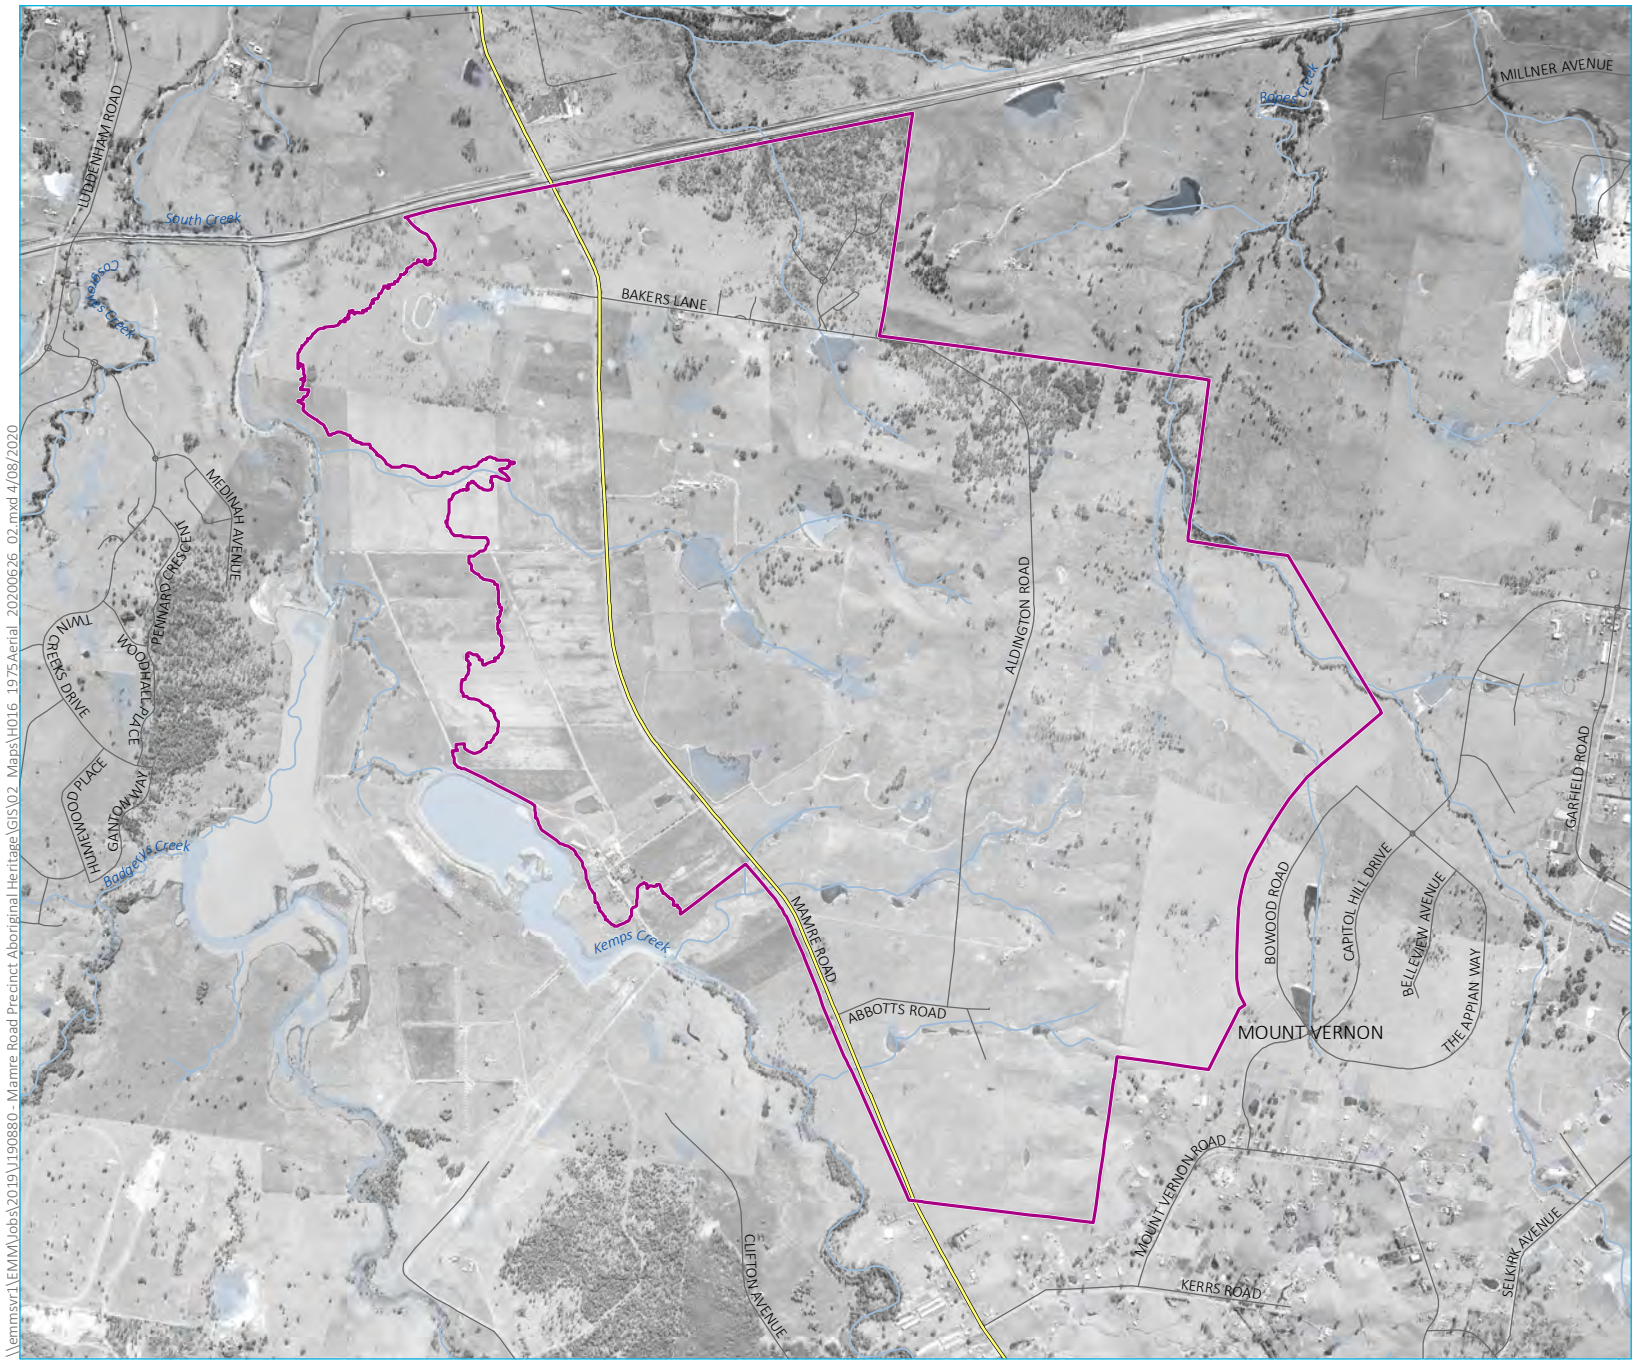 MILLNER AVENUE
Ropes Creek
LUDDENHAM ROAD
South Creek
Cosgroves Creek
BAKERS LANE
MEDINAH AVENUE
PENNARD CRESCENT
TWIN CREEKS DRIVE
WOODHALL PLACE
ALDINGTON ROAD
HUMEWOOD PLACE
GANTON WAY
GARFIELD ROAD
Badgerys Creek
BOWOOD ROAD
CAPITOL HILL DRIVE
BELLEVIEW AVENUE
THE APPIAN WAY
Kemps Creek
MAMRE ROAD
ABBOTTS ROAD
MOUNT VERNON
MOUNT VERNON ROAD
CLIFTON AVENUE
KERRS ROAD
SELKIRK AVENUE
\\emmsvr1\EMM\Jobs\2019\J190880 - Mamre Road Precinct Aboriginal Heritage\GIS\02_Maps\H016_1975Aerial_20200626_02.mxd 4/08/2020